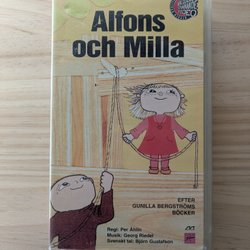 Alfons
och Milla
EFTER
GUNILLA BERGSTRÖMS
BÖCKER
Regi: Per Åhlin
Musik: Georg Riedel
Svenskt tal: Björn Gustafson